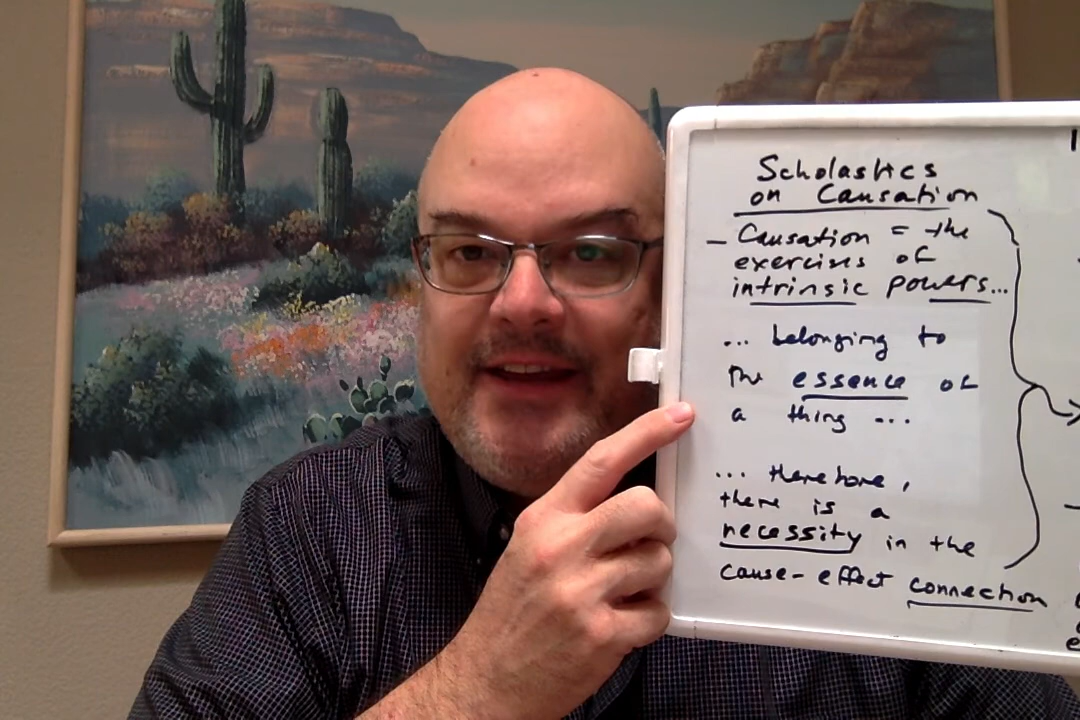 Scholastics
on Causation
- Causation = the
exercise of
intrinsic powers...
... belonging to
the essence of
a thing ...
... therefore,
there is a
necessity in the
cause-effect connection